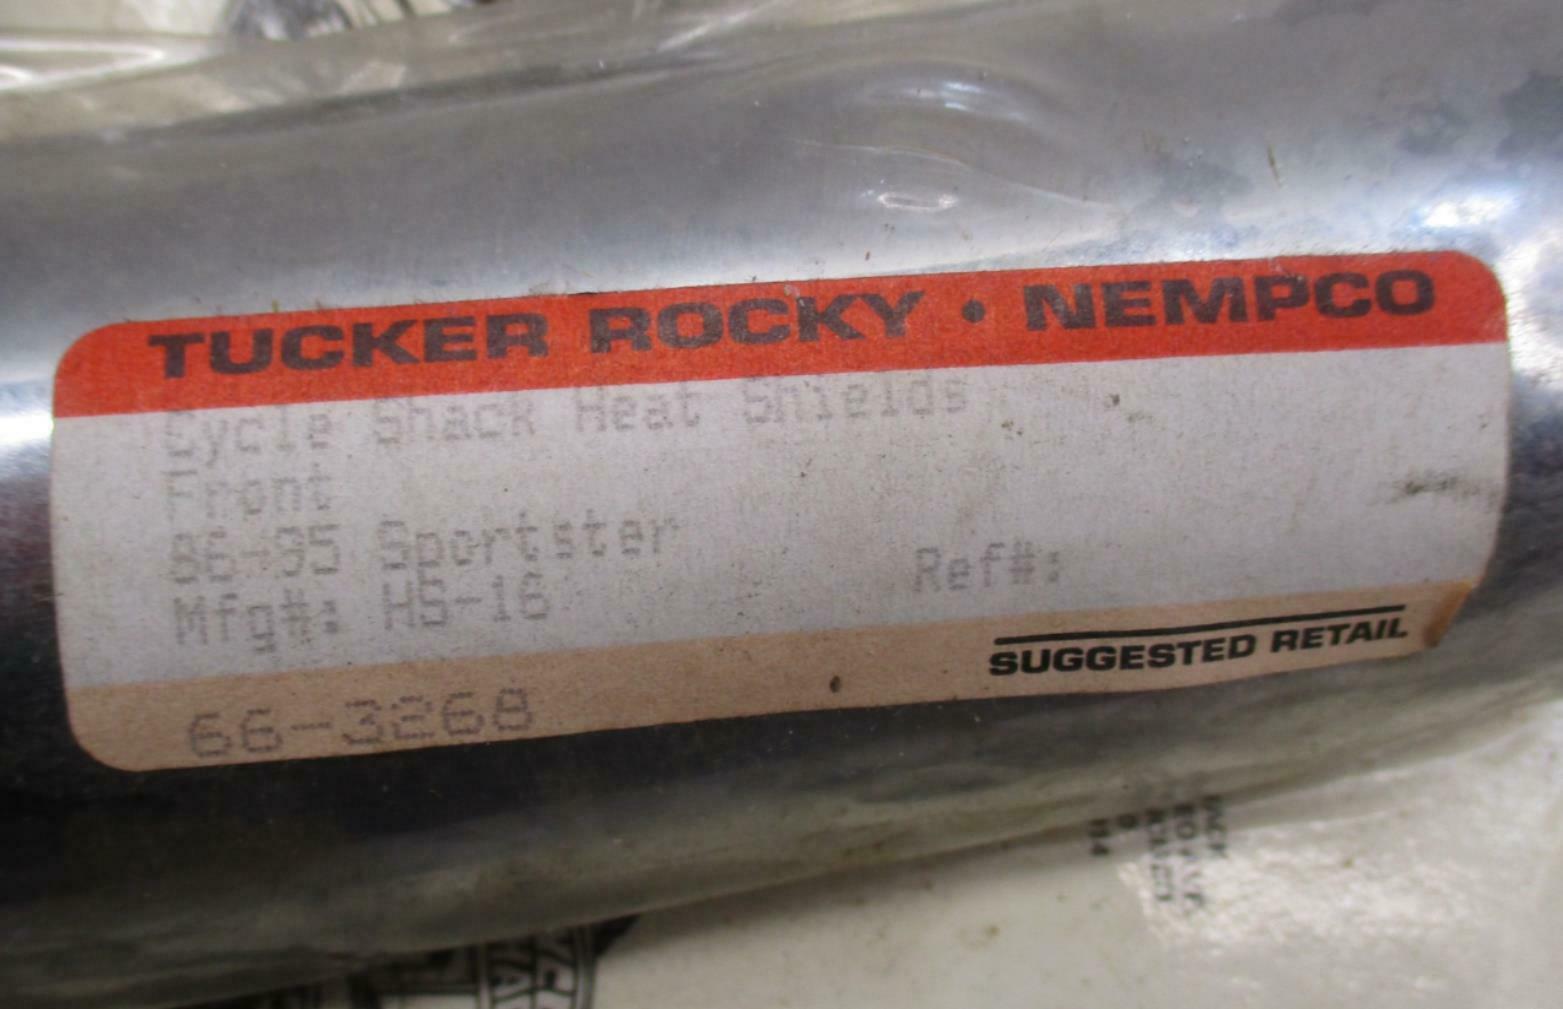 TUCKER ROCKY • NEMPCO
Cycle Shack Heat Shields
Front
86-95 Sportster
Mfg#: HS-16 Ref#:
SUGGESTED RETAIL
66-3268